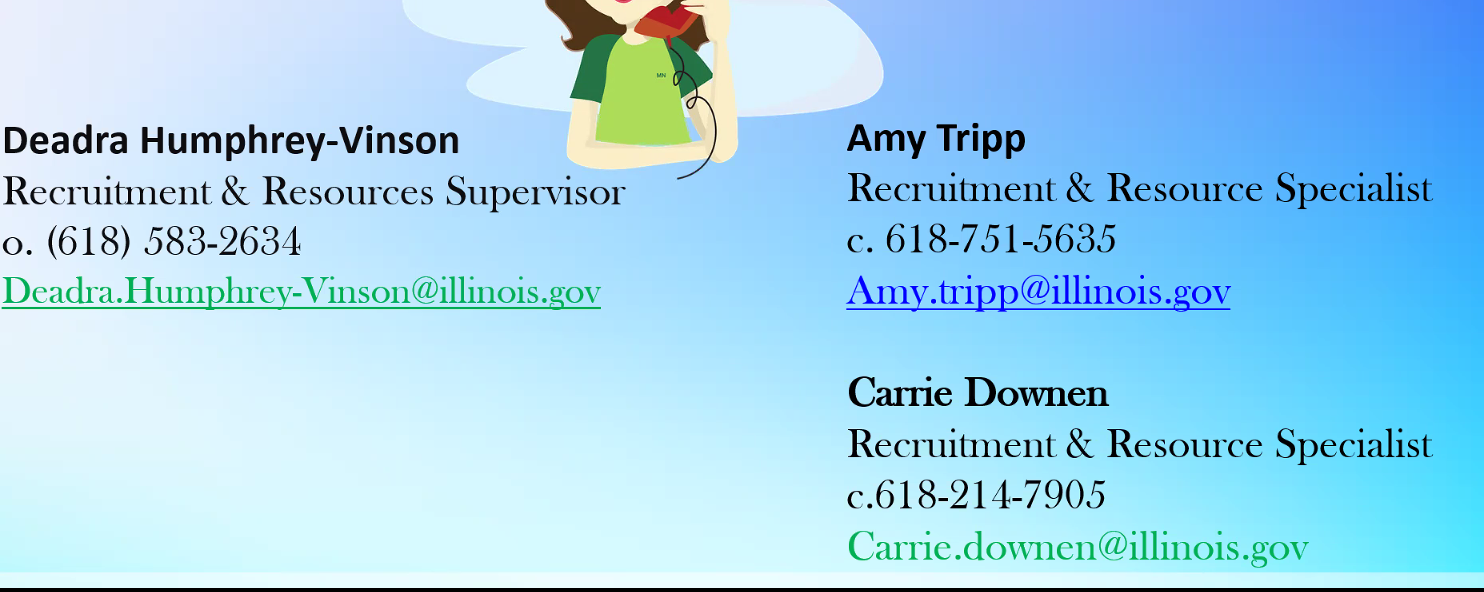 MN
Deadra Humphrey-Vinson
Recruitment & Resources Supervisor
o. (618) 583-2634
Deadra.Humphrey-Vinson@illinois.gov
Amy Tripp
Recruitment & Resource Specialist
c. 618-751-5635
Amy.tripp@illinois.gov
Carrie Downen
Recruitment & Resource Specialist
c.618-214-7905
Carrie.downen@illinois.gov